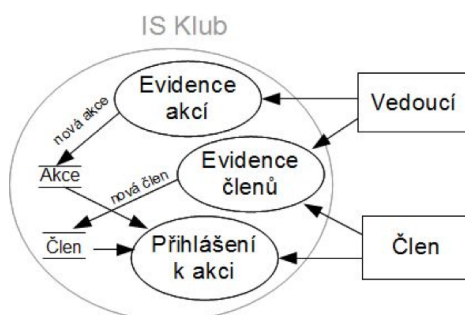 IS Klub
Evidence
akcí
Vedoucí
nová akce
Akce
nová člen
Evidence
členů
Člen
Přihlášení
k akci
Člen